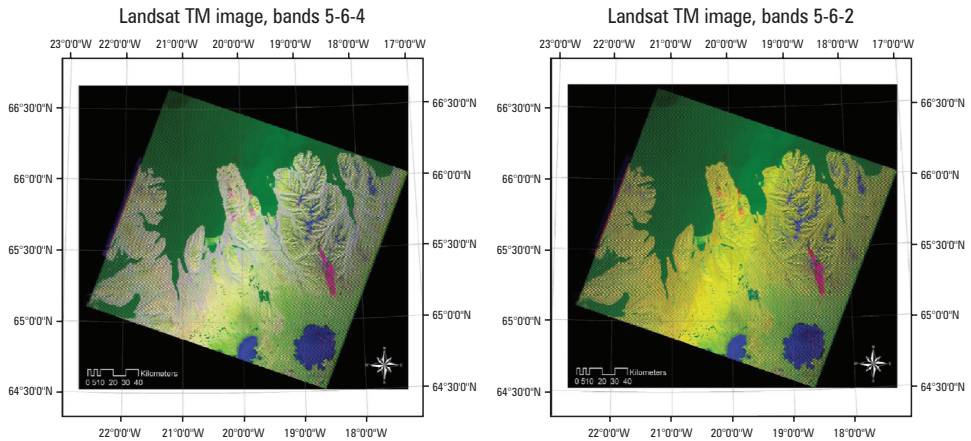 Landsat TM image, bands 5-6-4
23°0'0"W 22°0'0"W 21°0'0"W 20°0'0"W 19°0'0"W 18°0'0"W 17°0'0"W
66°30'0"N
66°0'0"N
65°30'0"N
65°0'0"N
64°30'0"N
66°30'0"N
66°0'0"N
65°30'0"N
65°0'0"N
64°30'0"N
Kilometers
0 510 20 30 40
22°0'0"W 21°0'0"W 20°0'0"W 19°0'0"W 18°0'0"W
Landsat TM image, bands 5-6-2
23°0'0"W 22°0'0"W 21°0'0"W 20°0'0"W 19°0'0"W 18°0'0"W 17°0'0"W
66°30'0"N
66°0'0"N
65°30'0"N
65°0'0"N
64°30'0"N
66°30'0"N
66°0'0"N
65°30'0"N
65°0'0"N
64°30'0"N
Kilometers
0 510 20 30 40
22°0'0"W 21°0'0"W 20°0'0"W 19°0'0"W 18°0'0"W